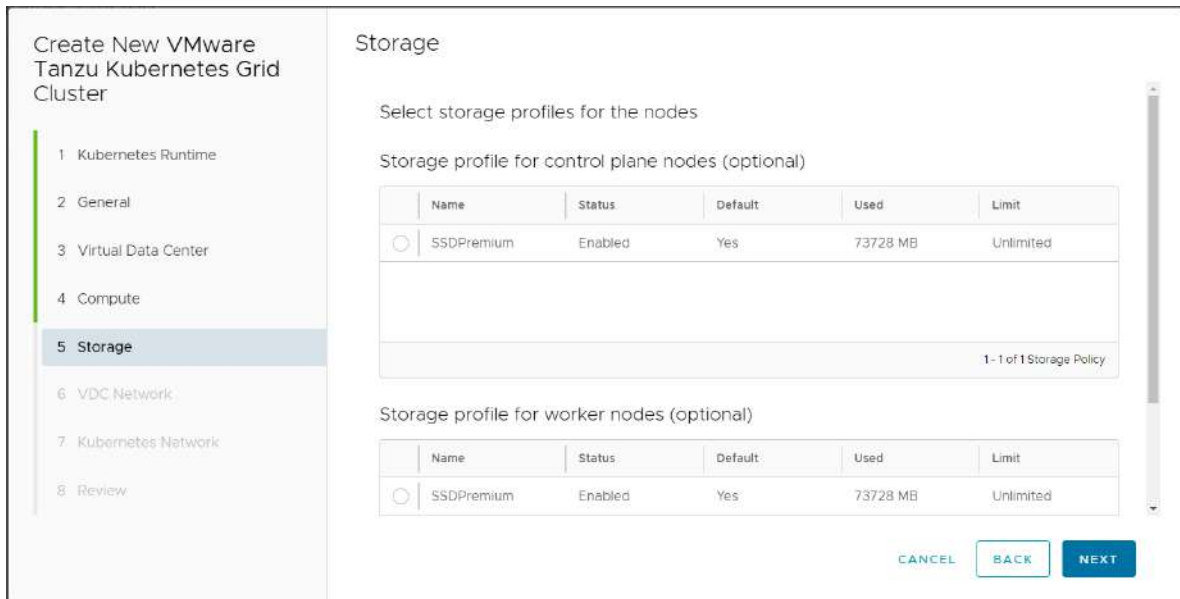 Create New VMware
Tanzu Kubernetes Grid
Cluster
1 Kubernetes Runtime
2 General
3 Virtual Data Center
4 Compute
5 Storage
6 VDC Network
7 Kubernetes Network
8 Review
Storage
Select storage profiles for the nodes
Storage profile for control plane nodes (optional)
Name Status Default Used Limit
SSDPremium Enabled Yes 73728 MB Unlimited
1 - 1 of 1 Storage Policy
Storage profile for worker nodes (optional)
Name Status Default Used Limit
SSDPremium Enabled Yes 73728 MB Unlimited
CANCEL BACK NEXT